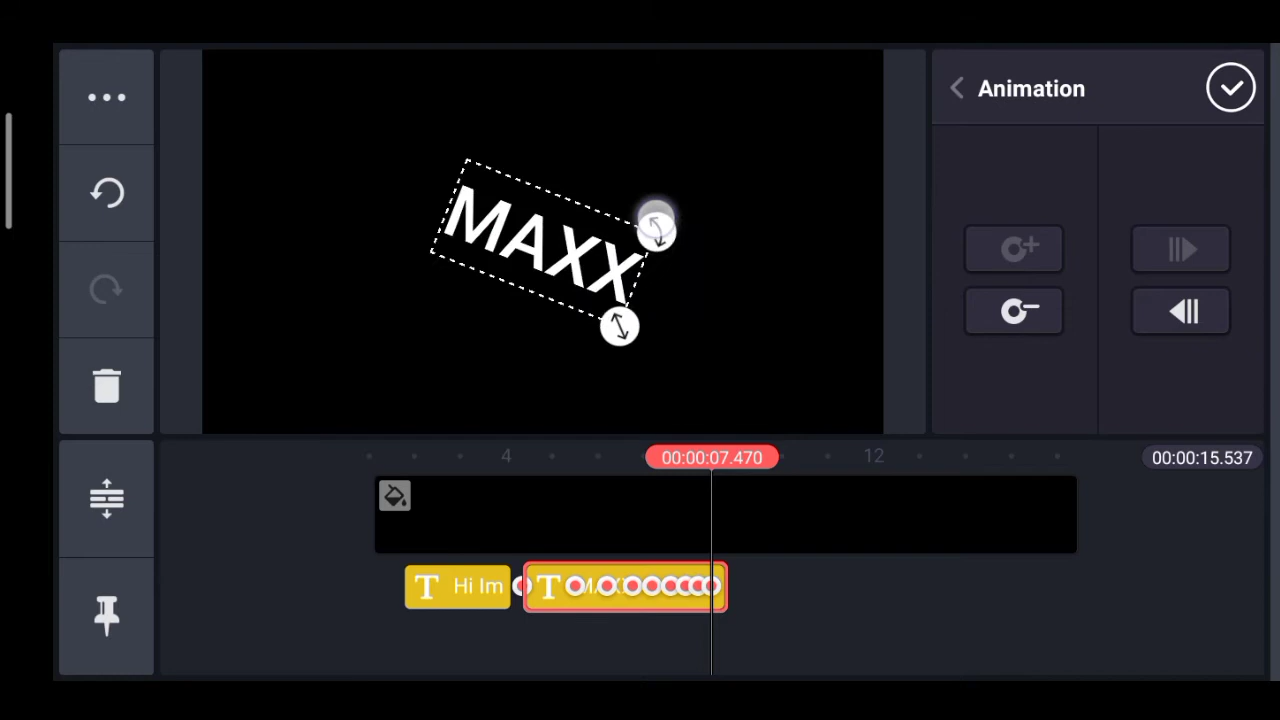 Animation
MAXX
4
00:00:07.470
12
00:00:15.537
T Hi Im
T